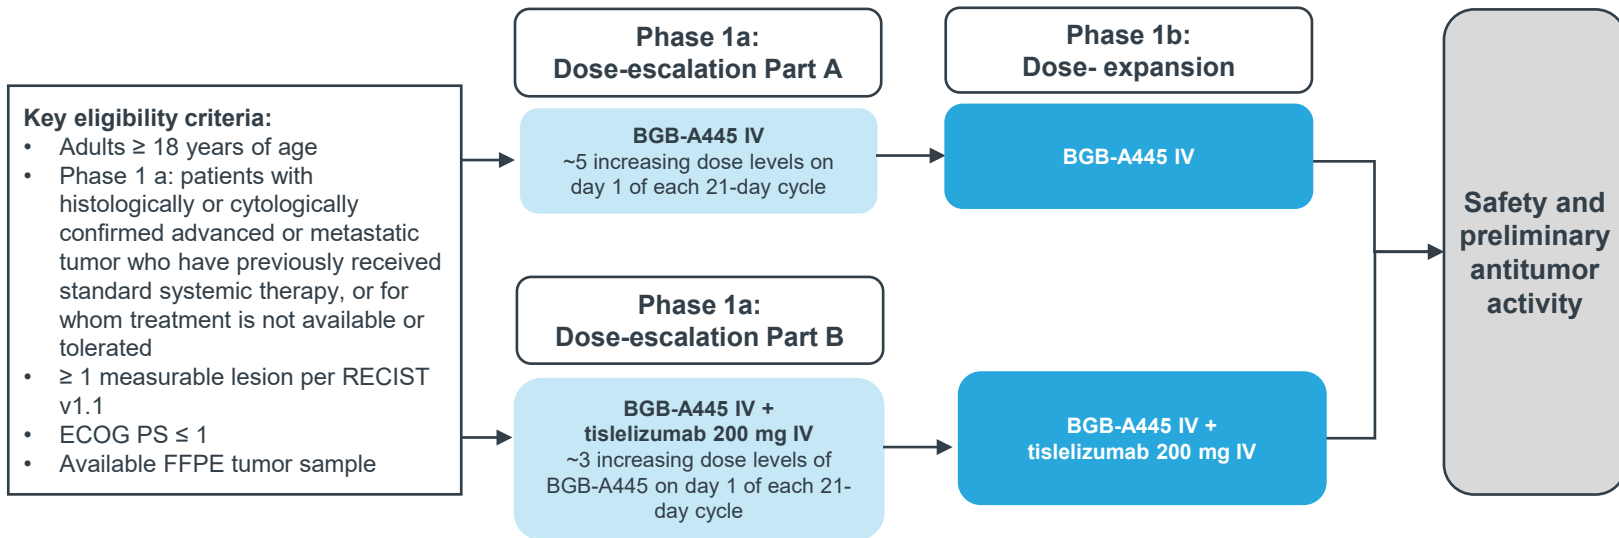 Key eligibility criteria:
• Adults ≥ 18 years of age
• Phase 1 a: patients with
histologically or cytologically
confirmed advanced or metastatic
tumor who have previously received
standard systemic therapy, or for
whom treatment is not available or
tolerated
• ≥ 1 measurable lesion per RECIST
v1.1
• ECOG PS ≤ 1
• Available FFPE tumor sample
Phase 1a:
Dose-escalation Part A
BGB-A445 IV
~5 increasing dose levels on
day 1 of each 21-day cycle
Phase 1a:
Dose-escalation Part B
BGB-A445 IV +
tislelizumab 200 mg IV
~3 increasing dose levels of
BGB-A445 on day 1 of each 21-
day cycle
Phase 1b:
Dose- expansion
BGB-A445 IV
BGB-A445 IV +
tislelizumab 200 mg IV
Safety and
preliminary
antitumor
activity